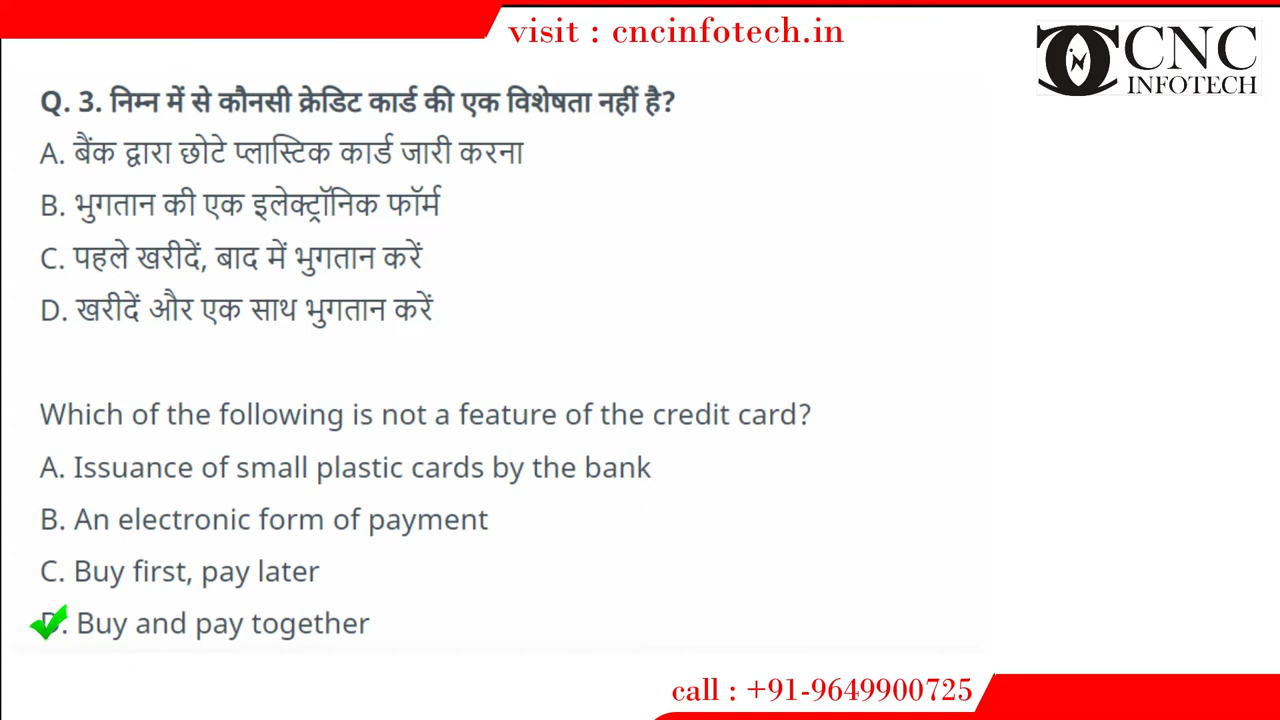 visit : cncinfotech.in
CNC
INFOTECH
Q. 3. निम्न में से कौनसी क्रेडिट कार्ड की एक विशेषता नहीं है?
A. बैंक द्वारा छोटे प्लास्टिक कार्ड जारी करना
B. भुगतान की एक इलेक्ट्रॉनिक फॉर्म
C. पहले खरीदें, बाद में भुगतान करें
D. खरीदें और एक साथ भुगतान करें
Which of the following is not a feature of the credit card?
A. Issuance of small plastic cards by the bank
B. An electronic form of payment
C. Buy first, pay later
D. Buy and pay together
call : +91-9649900725